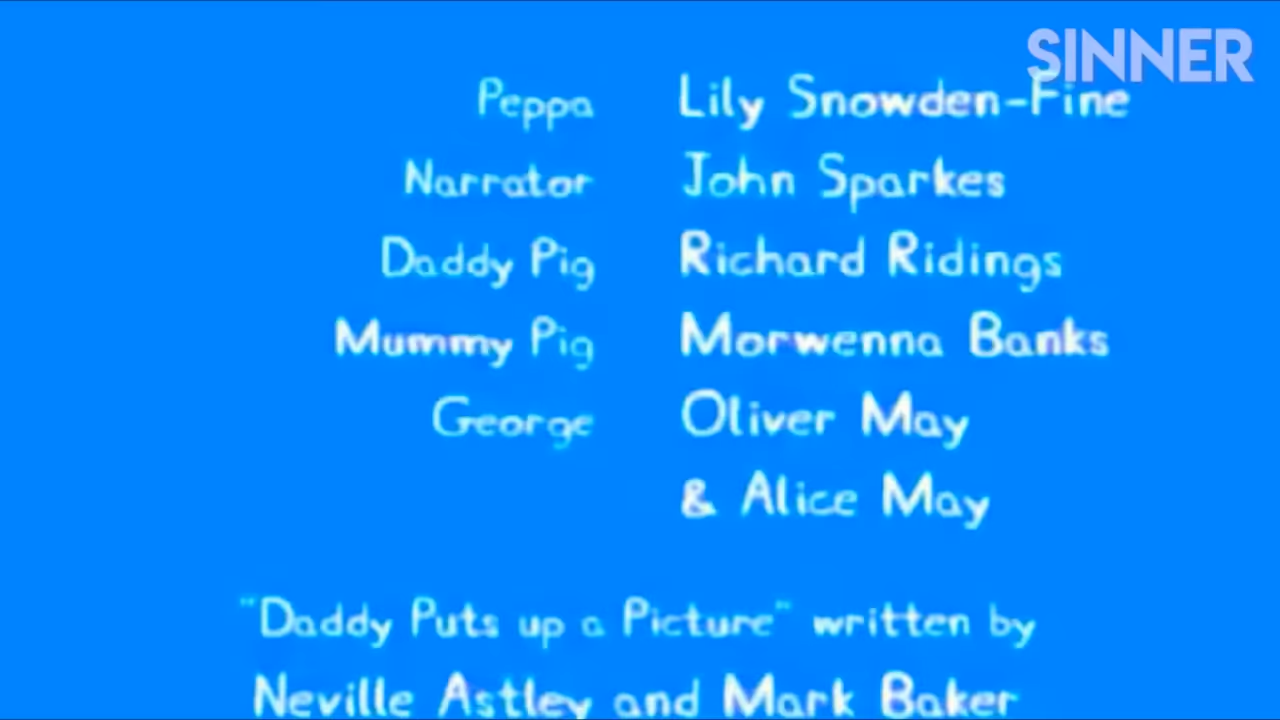 SINNER
Peppa Lily Snowden-Fine
Narrator John Sparkes
Daddy Pig Richard Ridings
Mummy Pig Morwenna Banks
George Oliver May
& Alice May
"Daddy Puts up a Picture" written by
Neville Astley and Mark Baker